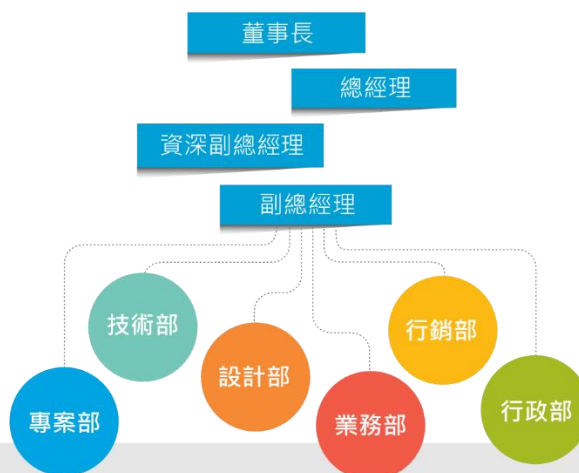 董事長
總經理
資深副總經理
副總經理
技術部
行銷部
設計部
專案部
業務部
行政部